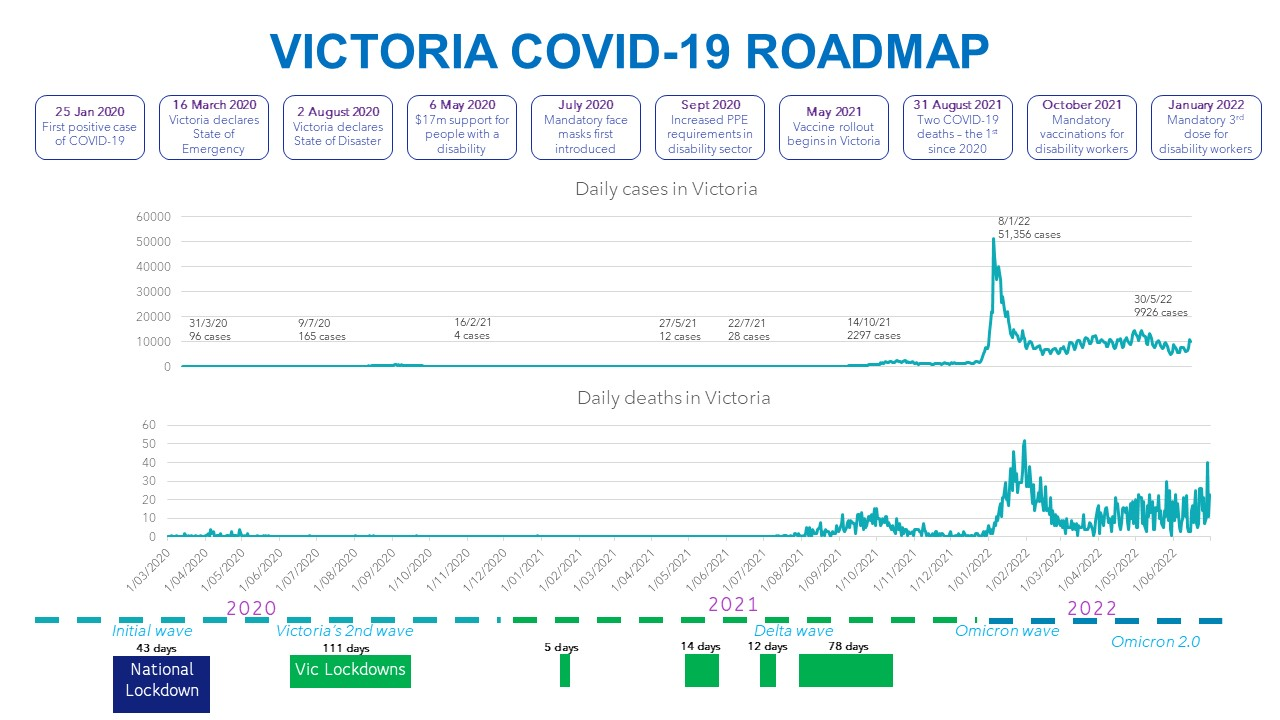 VICTORIA COVID-19 ROADMAP
25 Jan 2020
First positive case
of COVID-19
16 March 2020
Victoria declares
State of
Emergency
2 August 2020
Victoria declares
State of Disaster
6 May 2020
$17m support for
people with a
disability
July 2020
Mandatory face
masks first
introduced
Sept 2020
Increased PPE
requirements in
disability sector
May 2021
Vaccine rollout
begins in Victoria
31 August 2021
Two COVID-19
deaths – the 1st
since 2020
October 2021
Mandatory
vaccinations for
disability workers
January 2022
Mandatory 3rd
dose for
disability workers
Daily cases in Victoria
60000
50000
40000
30000
20000
10000
0
31/3/20
96 cases
9/7/20
165 cases
16/2/21
4 cases
27/5/21
12 cases
22/7/21
28 cases
14/10/21
2297 cases
8/1/22
51,356 cases
30/5/22
9926 cases
Daily deaths in Victoria
60
50
40
30
20
10
0
1/03/2020
1/04/2020
1/05/2020
1/06/2020
1/07/2020
1/08/2020
1/09/2020
1/10/2020
1/11/2020
1/12/2020
1/01/2021
1/02/2021
1/03/2021
1/04/2021
1/05/2021
1/06/2021
1/07/2021
1/08/2021
1/09/2021
1/10/2021
1/11/2021
1/12/2021
1/01/2022
1/02/2022
1/03/2022
1/04/2022
1/05/2022
1/06/2022
2020
2021
2022
Initial wave
Victoria's 2nd wave
Delta wave
Omicron wave
Omicron 2.0
43 days
National
Lockdown
111 days
Vic Lockdowns
5 days
14 days
12 days
78 days